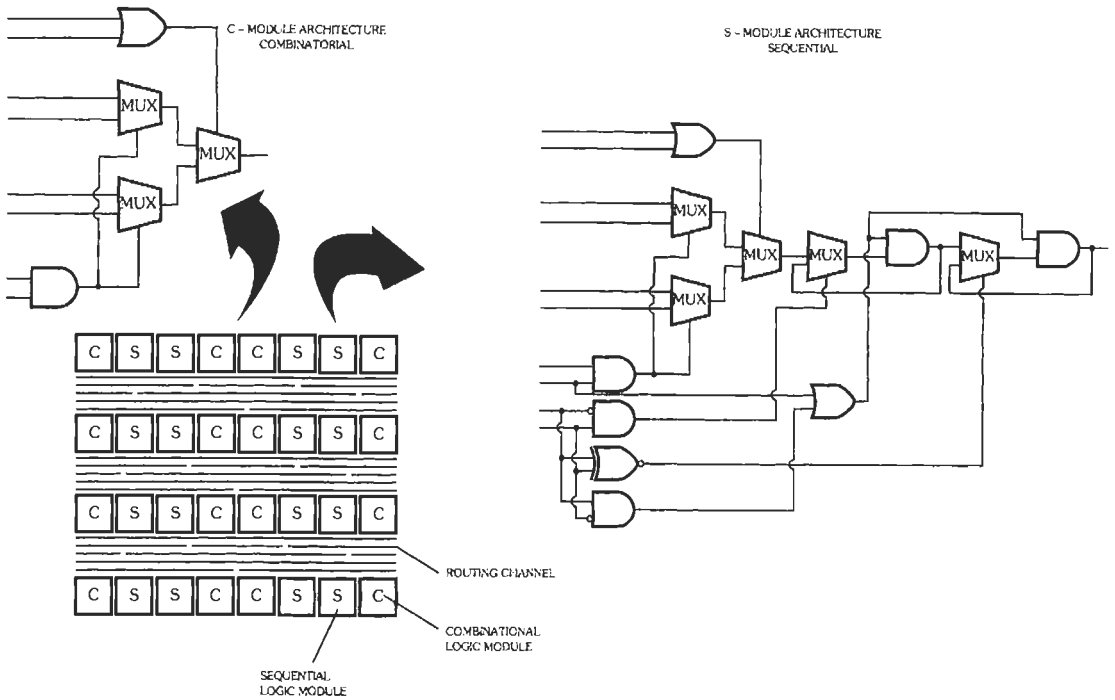 C – MODULE ARCHITECTURE
COMBINATORIAL
S – MODULE ARCHITECTURE
SEQUENTIAL
MUX
MUX
MUX
MUX
MUX
MUX
MUX
MUX
C S S C C S S C
C S S C C S S C
C S S C C S S C
C S S C C S S C
ROUTING CHANNEL
COMBINATIONAL
LOGIC MODULE
SEQUENTIAL
LOGIC MODULE